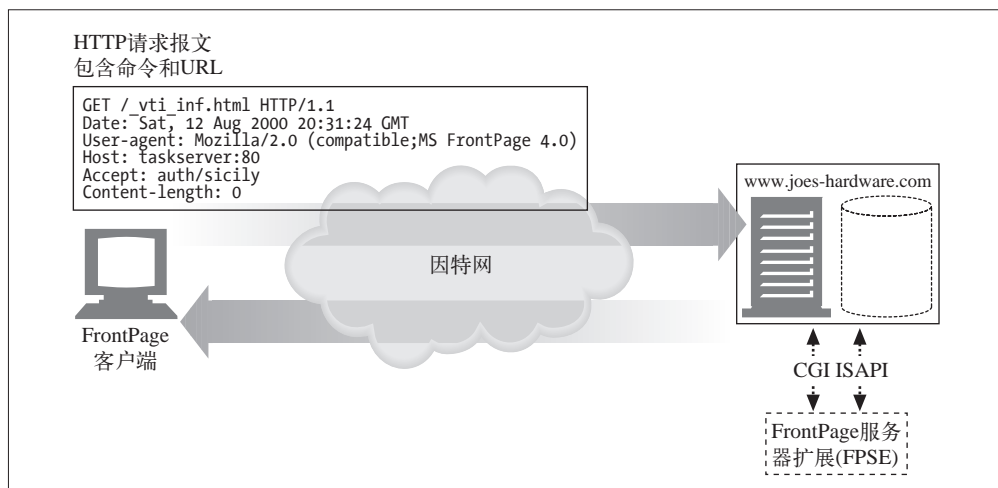 HTTP请求报文
包含命令和URL
GET /_vti_inf.html HTTP/1.1
Date: Sat, 12 Aug 2000 20:31:24 GMT
User-agent: Mozilla/2.0 (compatible;MS FrontPage 4.0)
Host: taskserver:80
Accept: auth/sicily
Content-length: 0
www.joes-hardware.com
因特网
FrontPage
客户端
CGI ISAPI
FrontPage服务
器扩展(FPSE)